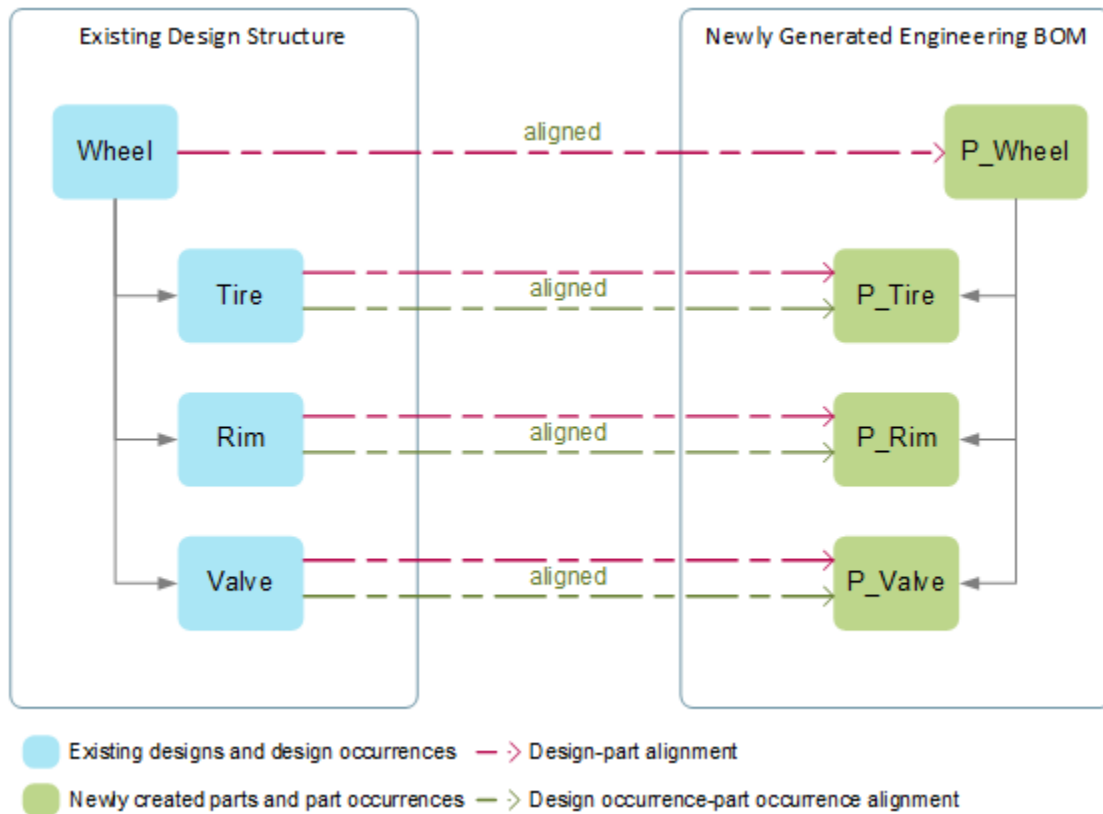 Existing Design Structure
Newly Generated Engineering BOM
Wheel
aligned
P_Wheel
Tire
aligned
P_Tire
Rim
aligned
P_Rim
Valve
aligned
P_Valve
Existing designs and design occurrences
Design-part alignment
Newly created parts and part occurrences
Design occurrence-part occurrence alignment